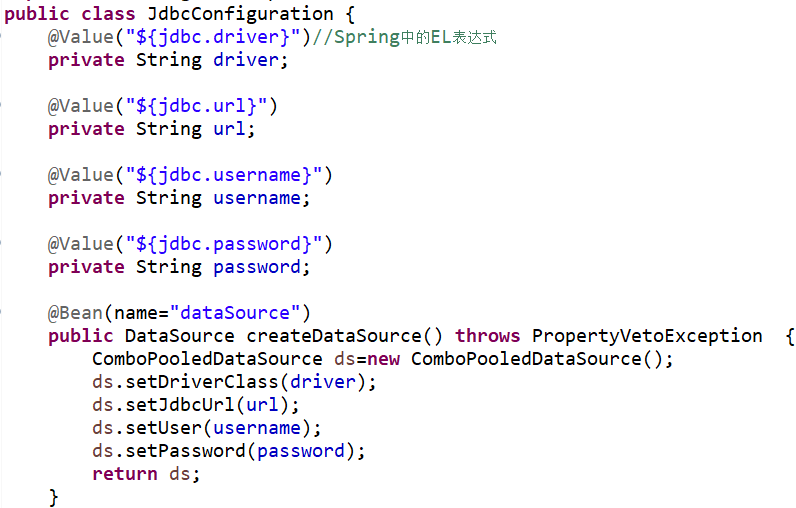 public class JdbcConfiguration {
@Value("${jdbc.driver}")//Spring中的EL表达式
private String driver;
@Value("${jdbc.url}")
private String url;
@Value("${jdbc.username}")
private String username;
@Value("${jdbc.password}")
private String password;
@Bean(name="dataSource")
public DataSource createDataSource() throws PropertyVetoException  {
ComboPooledDataSource ds=new ComboPooledDataSource();
ds.setDriverClass(driver);
ds.setJdbcUrl(url);
ds.setUser(username);
ds.setPassword(password);
return ds;
}